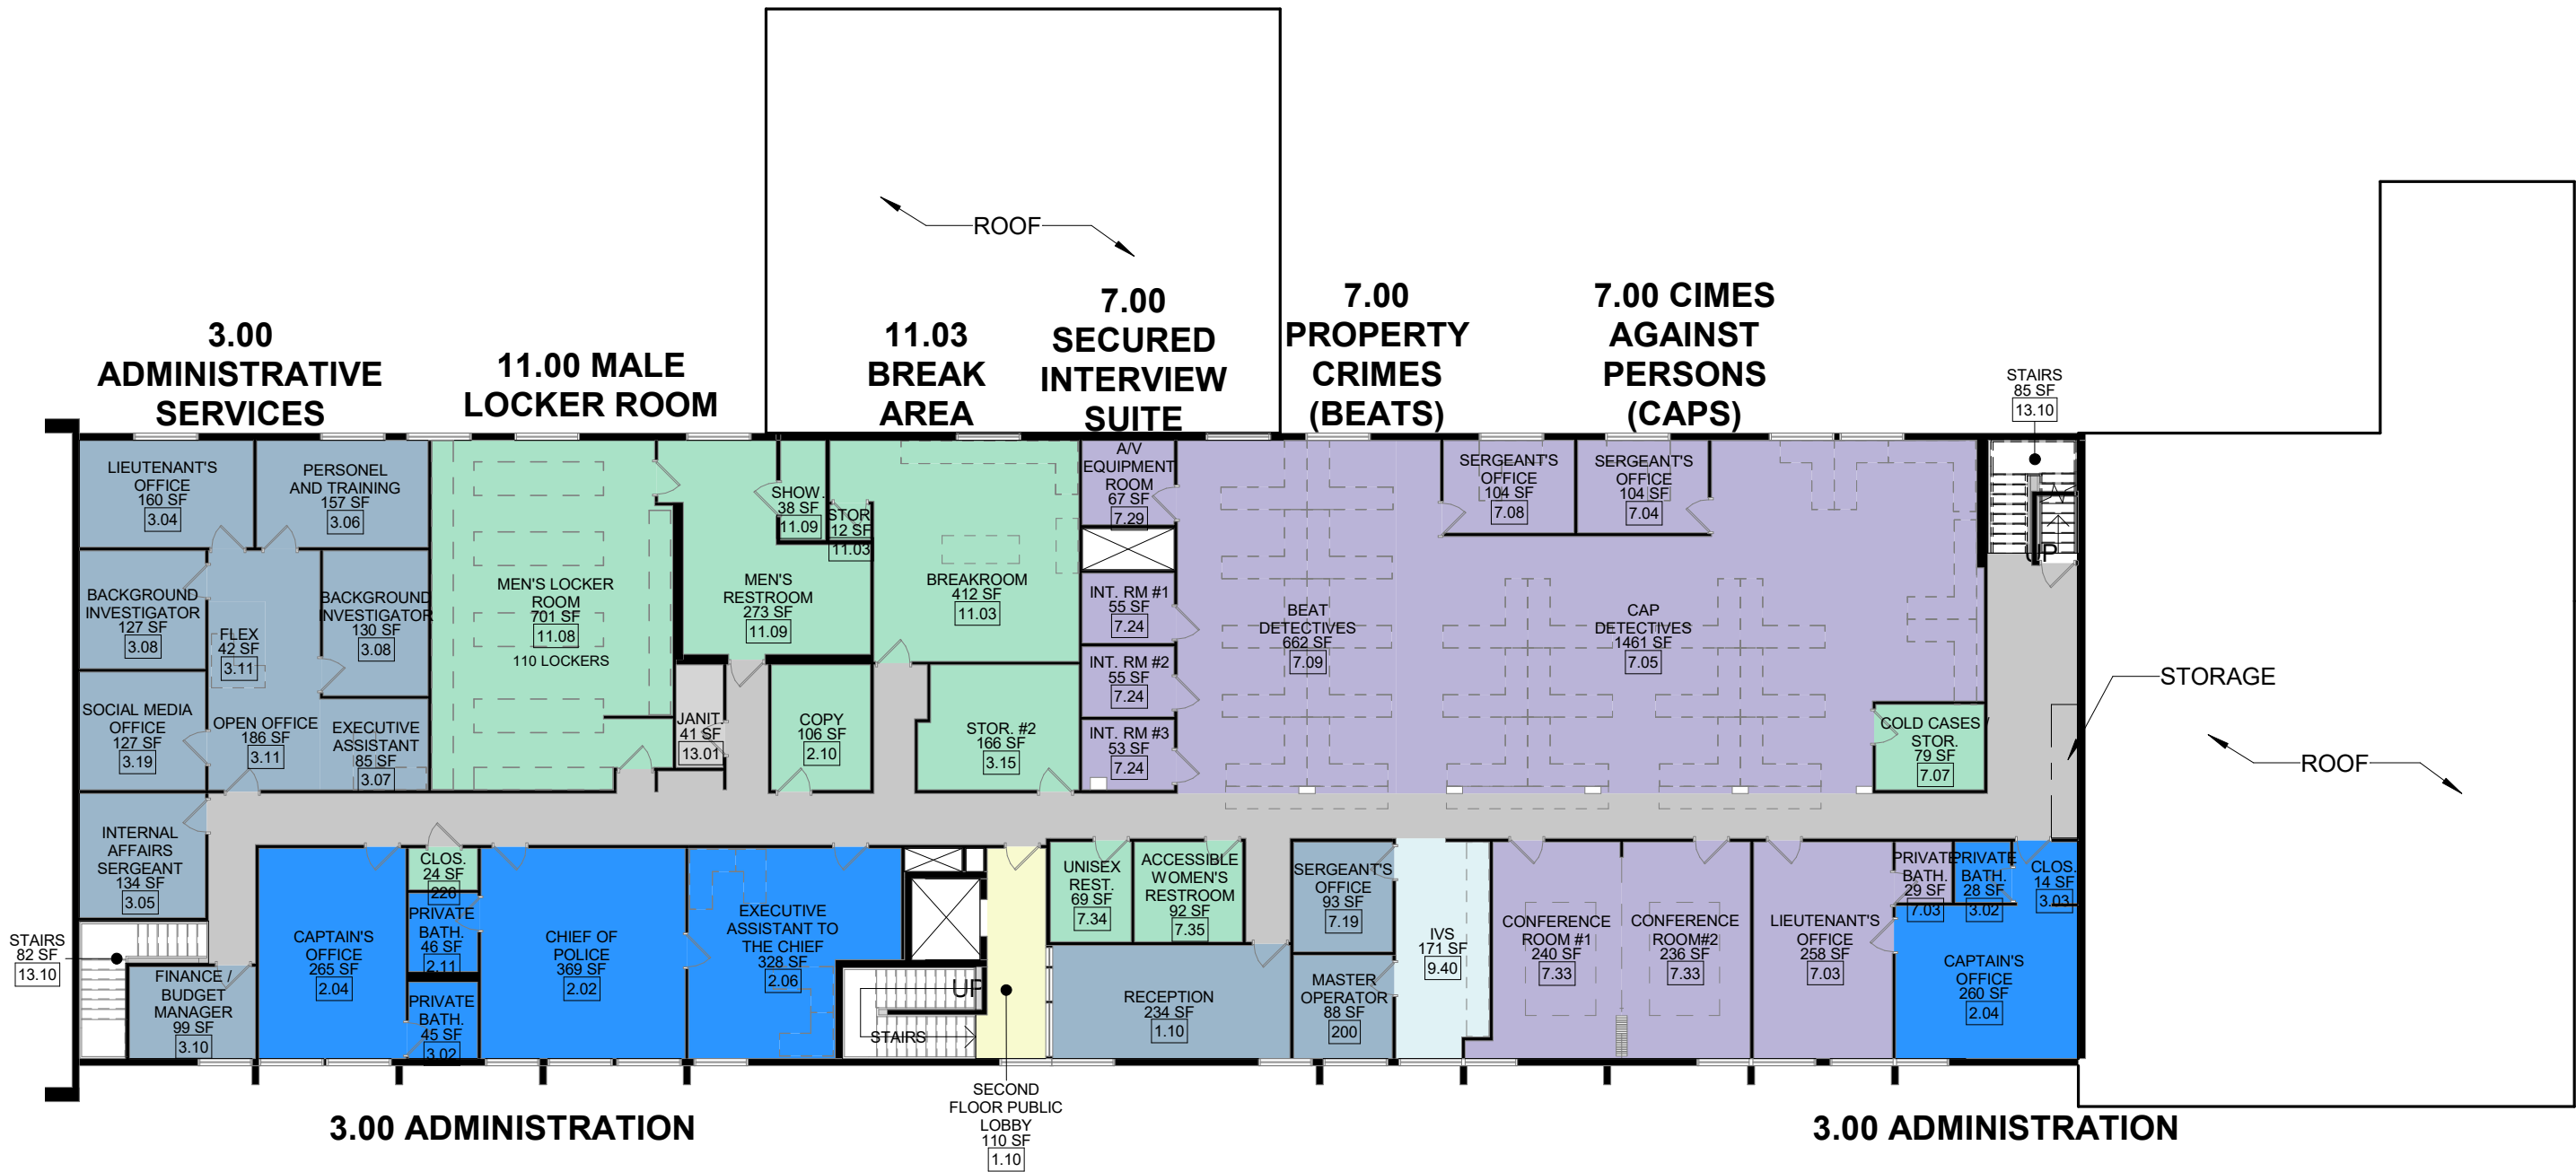 ROOF
3.00
ADMINISTRATIVE
SERVICES
11.00 MALE
LOCKER ROOM
11.03
BREAK
AREA
7.00
SECURED
INTERVIEW
SUITE
7.00
PROPERTY
CRIMES
(BEATS)
7.00 CIMES
AGAINST
PERSONS
(CAPS)
STAIRS
85 SF
13.10
LIEUTENANT'S
OFFICE
160 SF
3.04
PERSONEL
AND TRAINING
157 SF
3.06
BACKGROUND
INVESTIGATOR
127 SF
3.08
FLEX
42 SF
3.11
BACKGROUND
INVESTIGATOR
130 SF
3.08
SOCIAL MEDIA
OFFICE
127 SF
3.19
OPEN OFFICE
186 SF
3.11
EXECUTIVE
ASSISTANT
85 SF
3.07
MEN'S LOCKER
ROOM
701 SF
11.08
110 LOCKERS
MEN'S
RESTROOM
273 SF
11.09
SHOW.
38 SF
11.09
STOR.
12 SF
11.03
BREAKROOM
412 SF
11.03
JANIT.
41 SF
13.01
COPY
106 SF
2.10
STOR. #2
166 SF
3.15
A/V
EQUIPMENT
ROOM
67 SF
7.29
INT. RM #1
55 SF
7.24
INT. RM #2
55 SF
7.24
INT. RM #3
53 SF
7.24
BEAT
DETECTIVES
662 SF
7.09
SERGEANT'S
OFFICE
104 SF
7.08
SERGEANT'S
OFFICE
104 SF
7.04
CAP
DETECTIVES
1461 SF
7.05
COLD CASES /
STOR.
79 SF
7.07
UP
STORAGE
ROOF
INTERNAL
AFFAIRS
SERGEANT
134 SF
3.05
STAIRS
82 SF
13.10
FINANCE /
BUDGET
MANAGER
99 SF
3.10
CAPTAIN'S
OFFICE
265 SF
2.04
CLOS.
24 SF
226
PRIVATE
BATH.
46 SF
2.11
PRIVATE
BATH.
45 SF
3.02
CHIEF OF
POLICE
369 SF
2.02
EXECUTIVE
ASSISTANT TO
THE CHIEF
328 SF
2.06
UP
STAIRS
SECOND
FLOOR PUBLIC
LOBBY
110 SF
1.10
UNISEX
REST.
69 SF
7.34
ACCESSIBLE
WOMEN'S
RESTROOM
92 SF
7.35
RECEPTION
234 SF
1.10
SERGEANT'S
OFFICE
93 SF
7.19
MASTER
OPERATOR
88 SF
200
IVS
171 SF
9.40
CONFERENCE
ROOM #1
240 SF
7.33
CONFERENCE
ROOM#2
236 SF
7.33
LIEUTENANT'S
OFFICE
258 SF
7.03
PRIVATE
BATH.
29 SF
7.03
PRIVATE
BATH.
28 SF
3.02
CLOS.
14 SF
3.03
CAPTAIN'S
OFFICE
260 SF
2.04
3.00 ADMINISTRATION
3.00 ADMINISTRATION